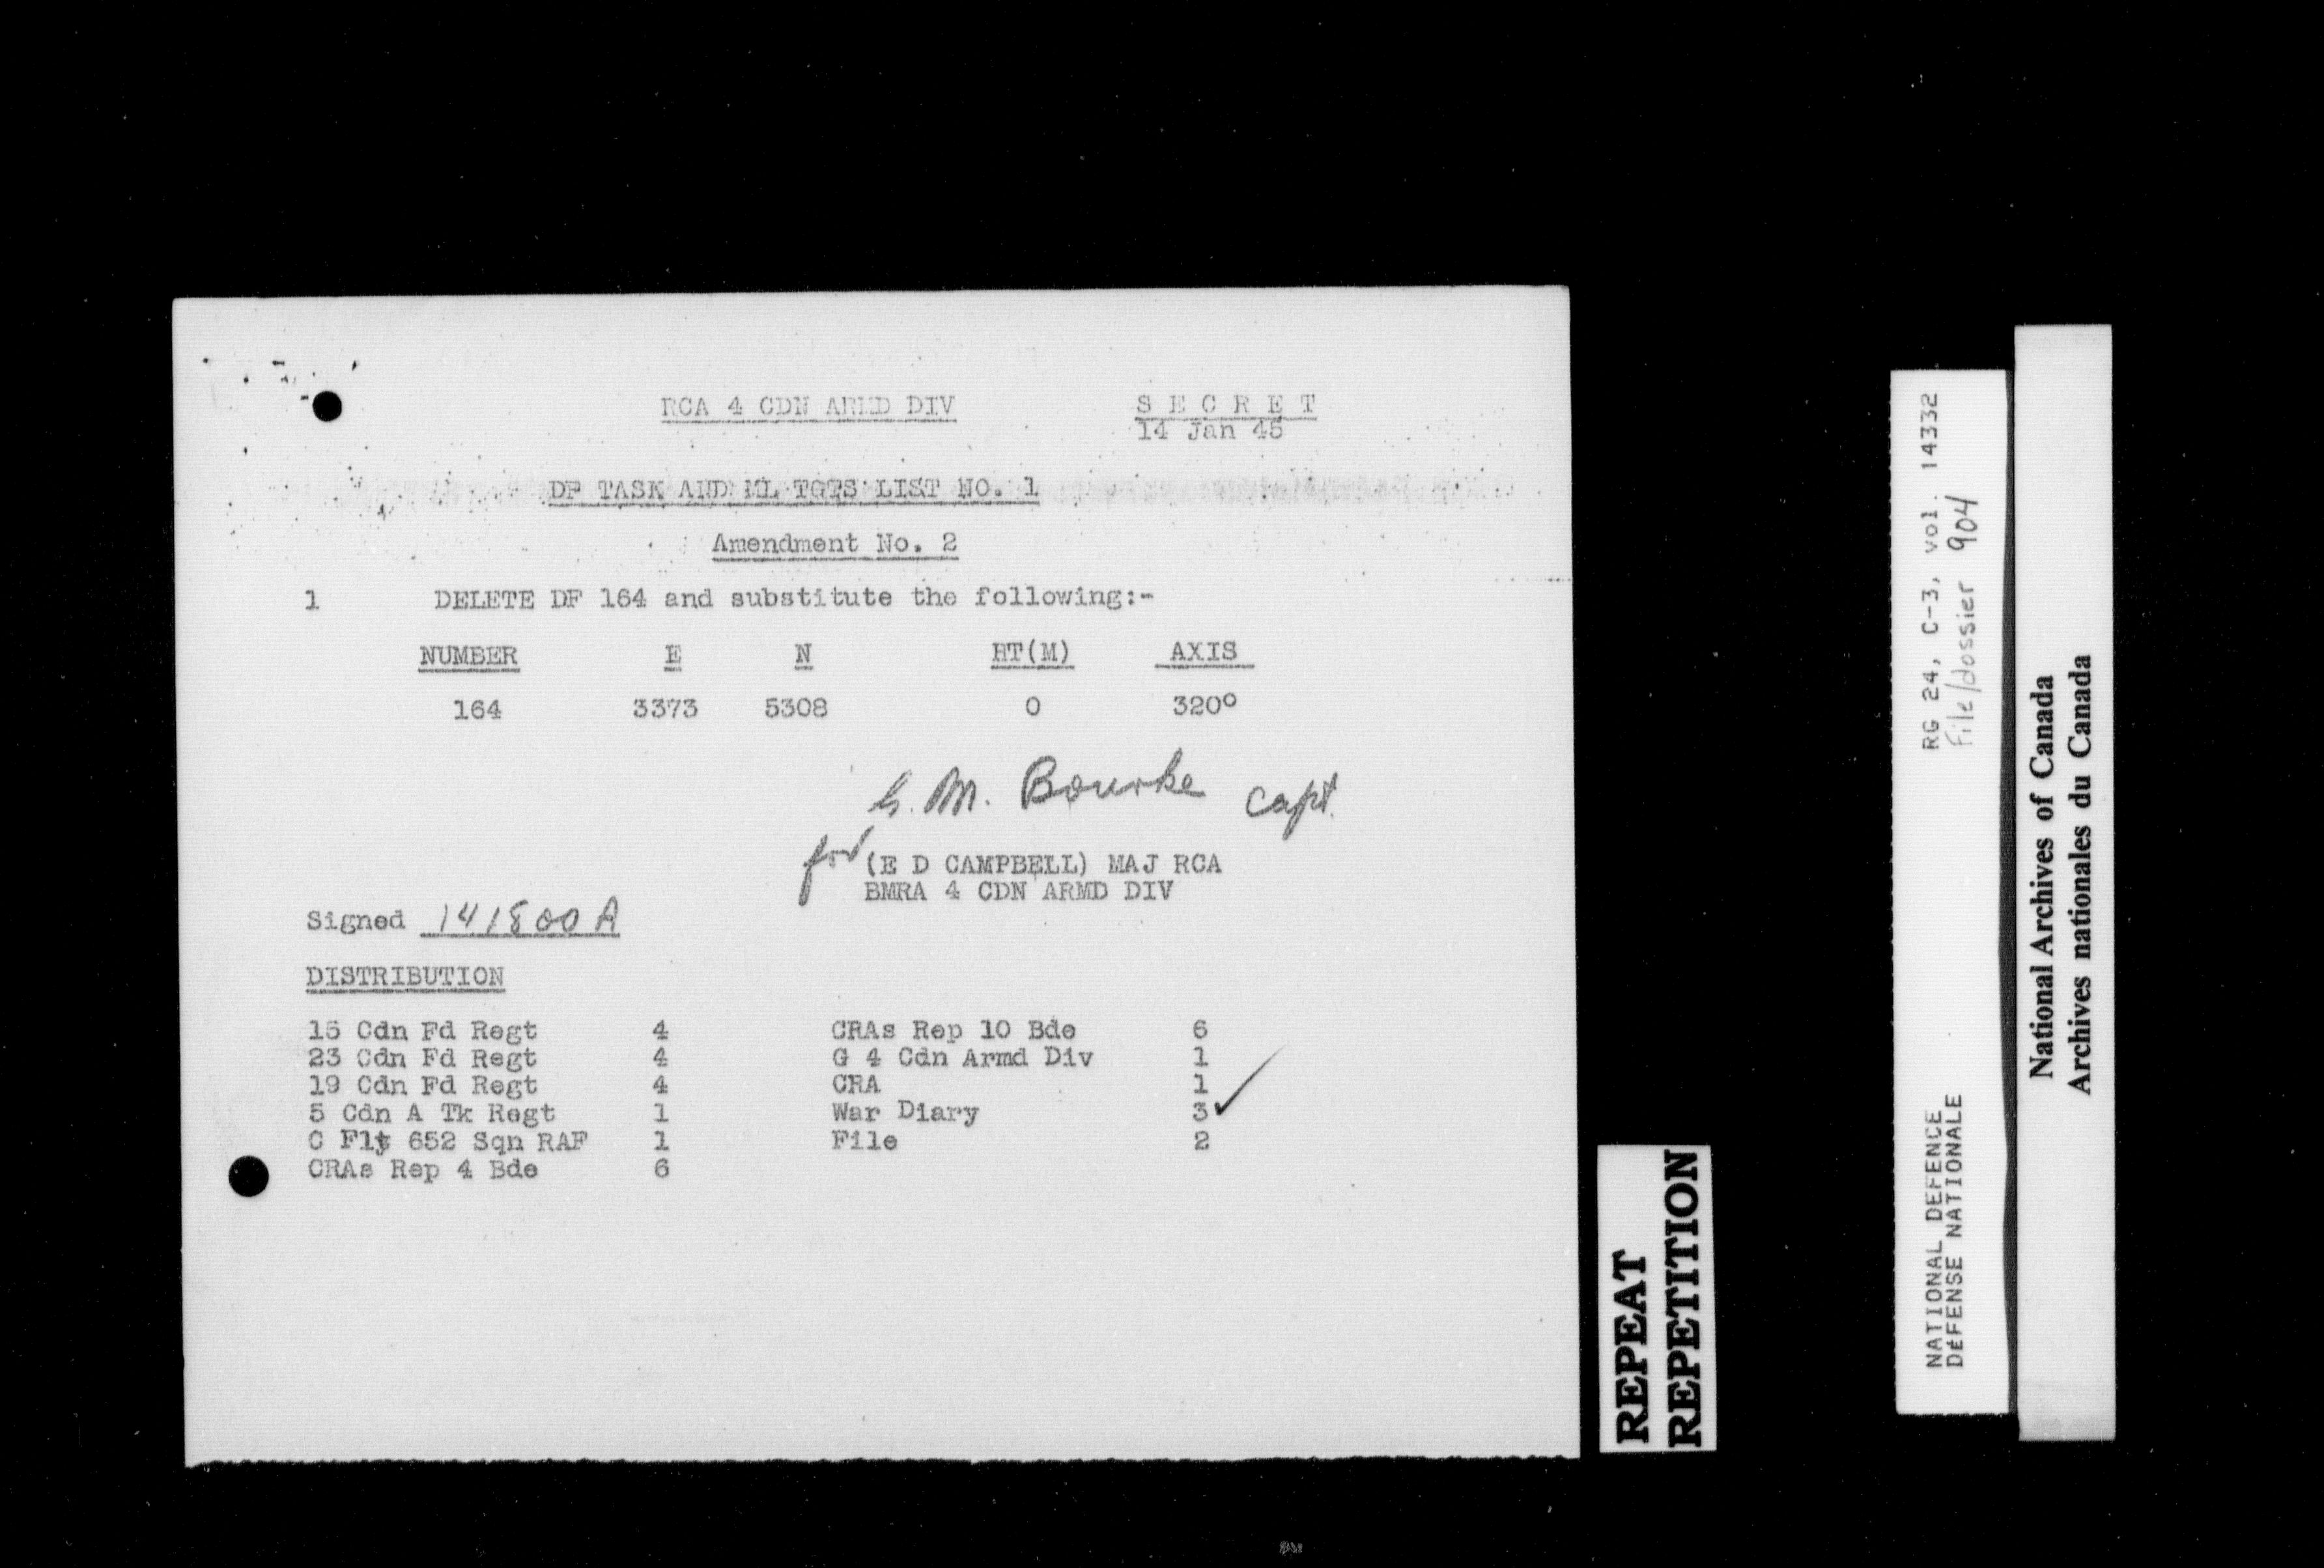 RCA 4 CDN ARMD DIV
S E C R E T
14 Jan 45
DF TASK AND ML TGTS LIST NO. 1
Amendment No. 2
1 DELETE DF 164 and substitute the following:-
NUMBER E N HT(M) AXIS
164 3373 5308 0 320°
G. M. Bourke Capt.
for (E D CAMPBELL) MAJ RCA
BMRA 4 CDN ARMD DIV
Signed 141800A
DISTRIBUTION
15 Cdn Fd Regt 4 CRAs Rep 10 Bde 6
23 Cdn Fd Regt 4 G 4 Cdn Armd Div 1
19 Cdn Fd Regt 4 CRA 1
5 Cdn A Tk Regt 1 War Diary 3
C Flt 652 Sqn RAF 1 File 2
CRAs Rep 4 Bde 6
REPEAT
REPETITION
RG 24, C-3, vol. 14332
File/dossier 904
NATIONAL DEFENCE
DÉFENSE NATIONALE
National Archives of Canada
Archives nationales du Canada